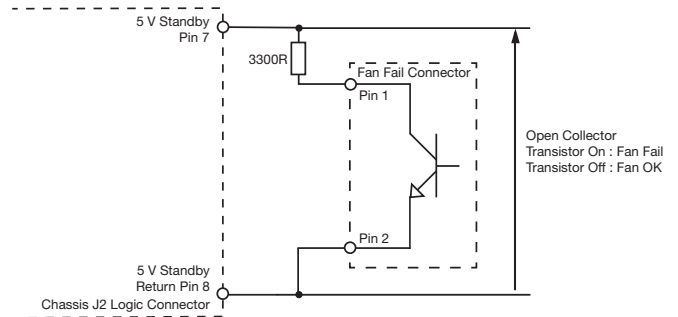 5 V Standby
Pin 7
3300R
Fan Fail Connector
Pin 1
Open Collector
Transistor On : Fan Fail
Transistor Off : Fan OK
Pin 2
5 V Standby
Return Pin 8
Chassis J2 Logic Connector